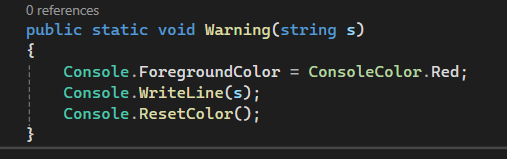 0 references
public static void Warning(string s)
{
Console.ForegroundColor = ConsoleColor.Red;
Console.WriteLine(s);
Console.ResetColor();
}